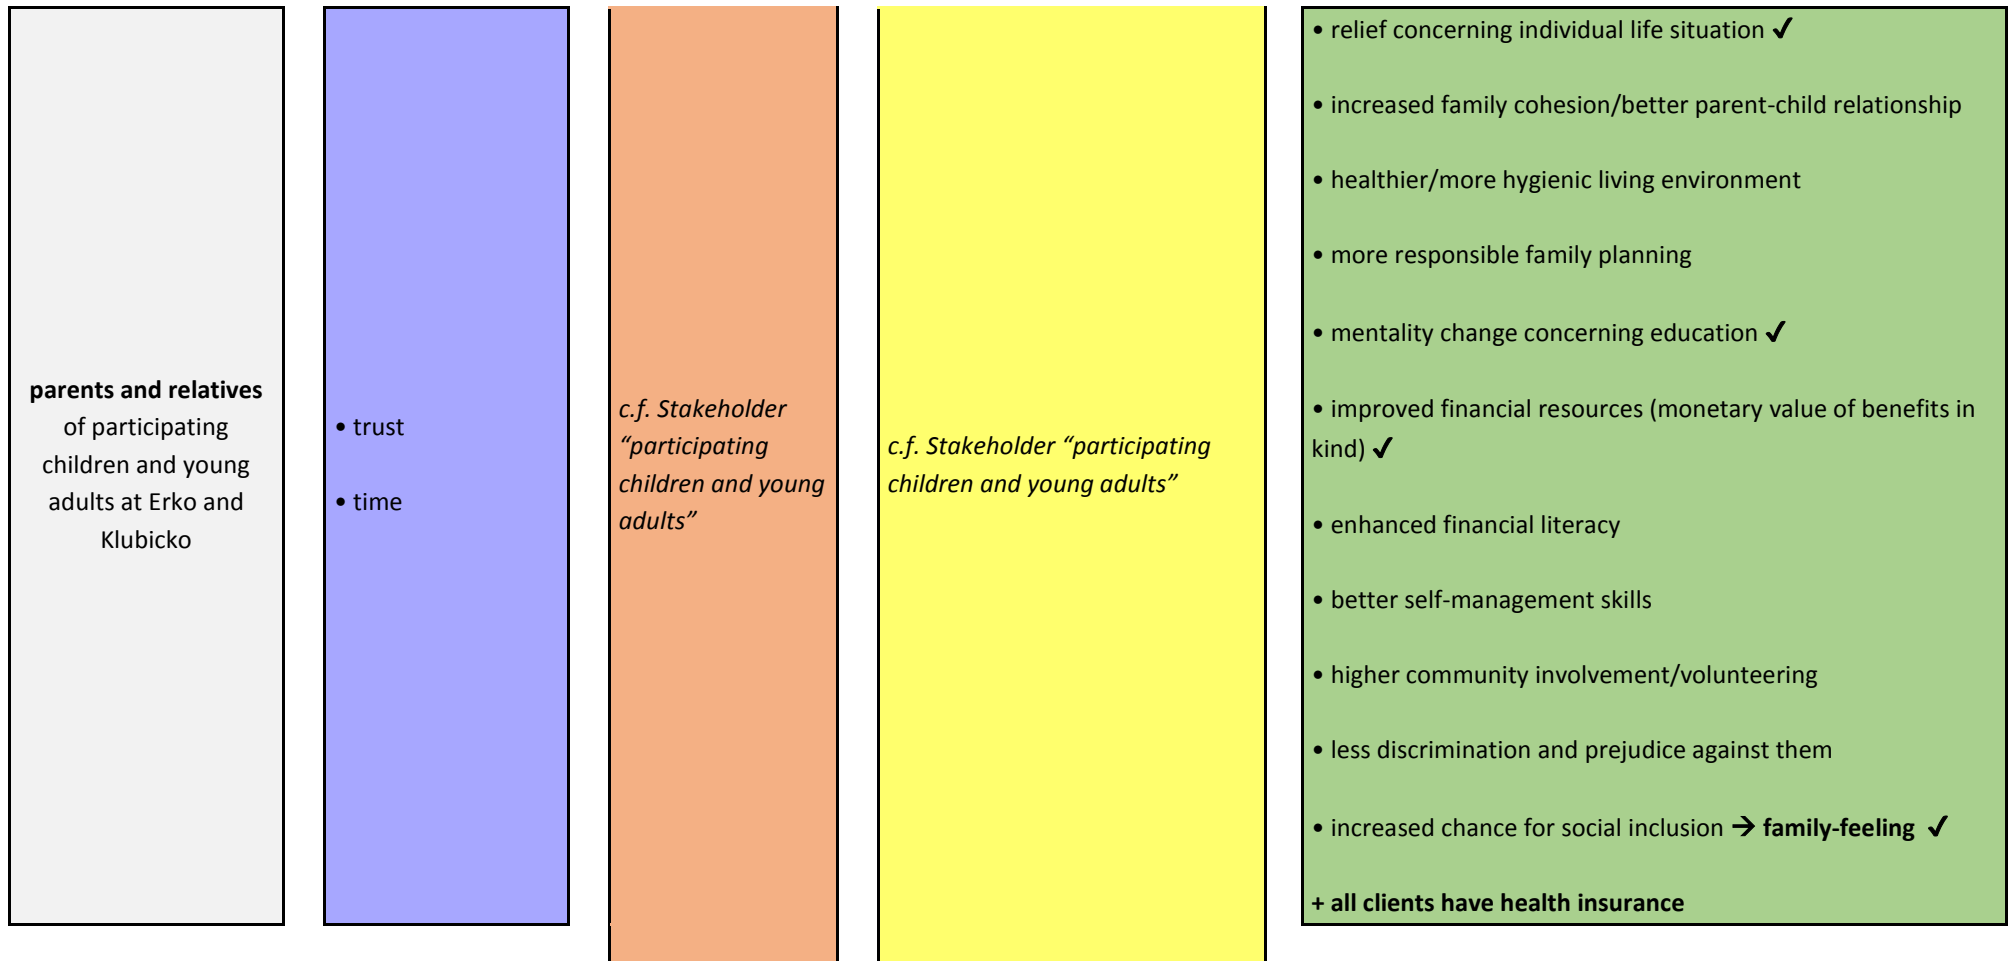 parents and relatives
of participating
children and young
adults at Erko and
Klubicko
• trust
• time
c.f. Stakeholder
“participating
children and young
adults”
c.f. Stakeholder “participating
children and young adults”
• relief concerning individual life situation ✓
• increased family cohesion/better parent-child relationship
• healthier/more hygienic living environment
• more responsible family planning
• mentality change concerning education ✓
• improved financial resources (monetary value of benefits in
kind) ✓
• enhanced financial literacy
• better self-management skills
• higher community involvement/volunteering
• less discrimination and prejudice against them
• increased chance for social inclusion → family-feeling ✓
+ all clients have health insurance